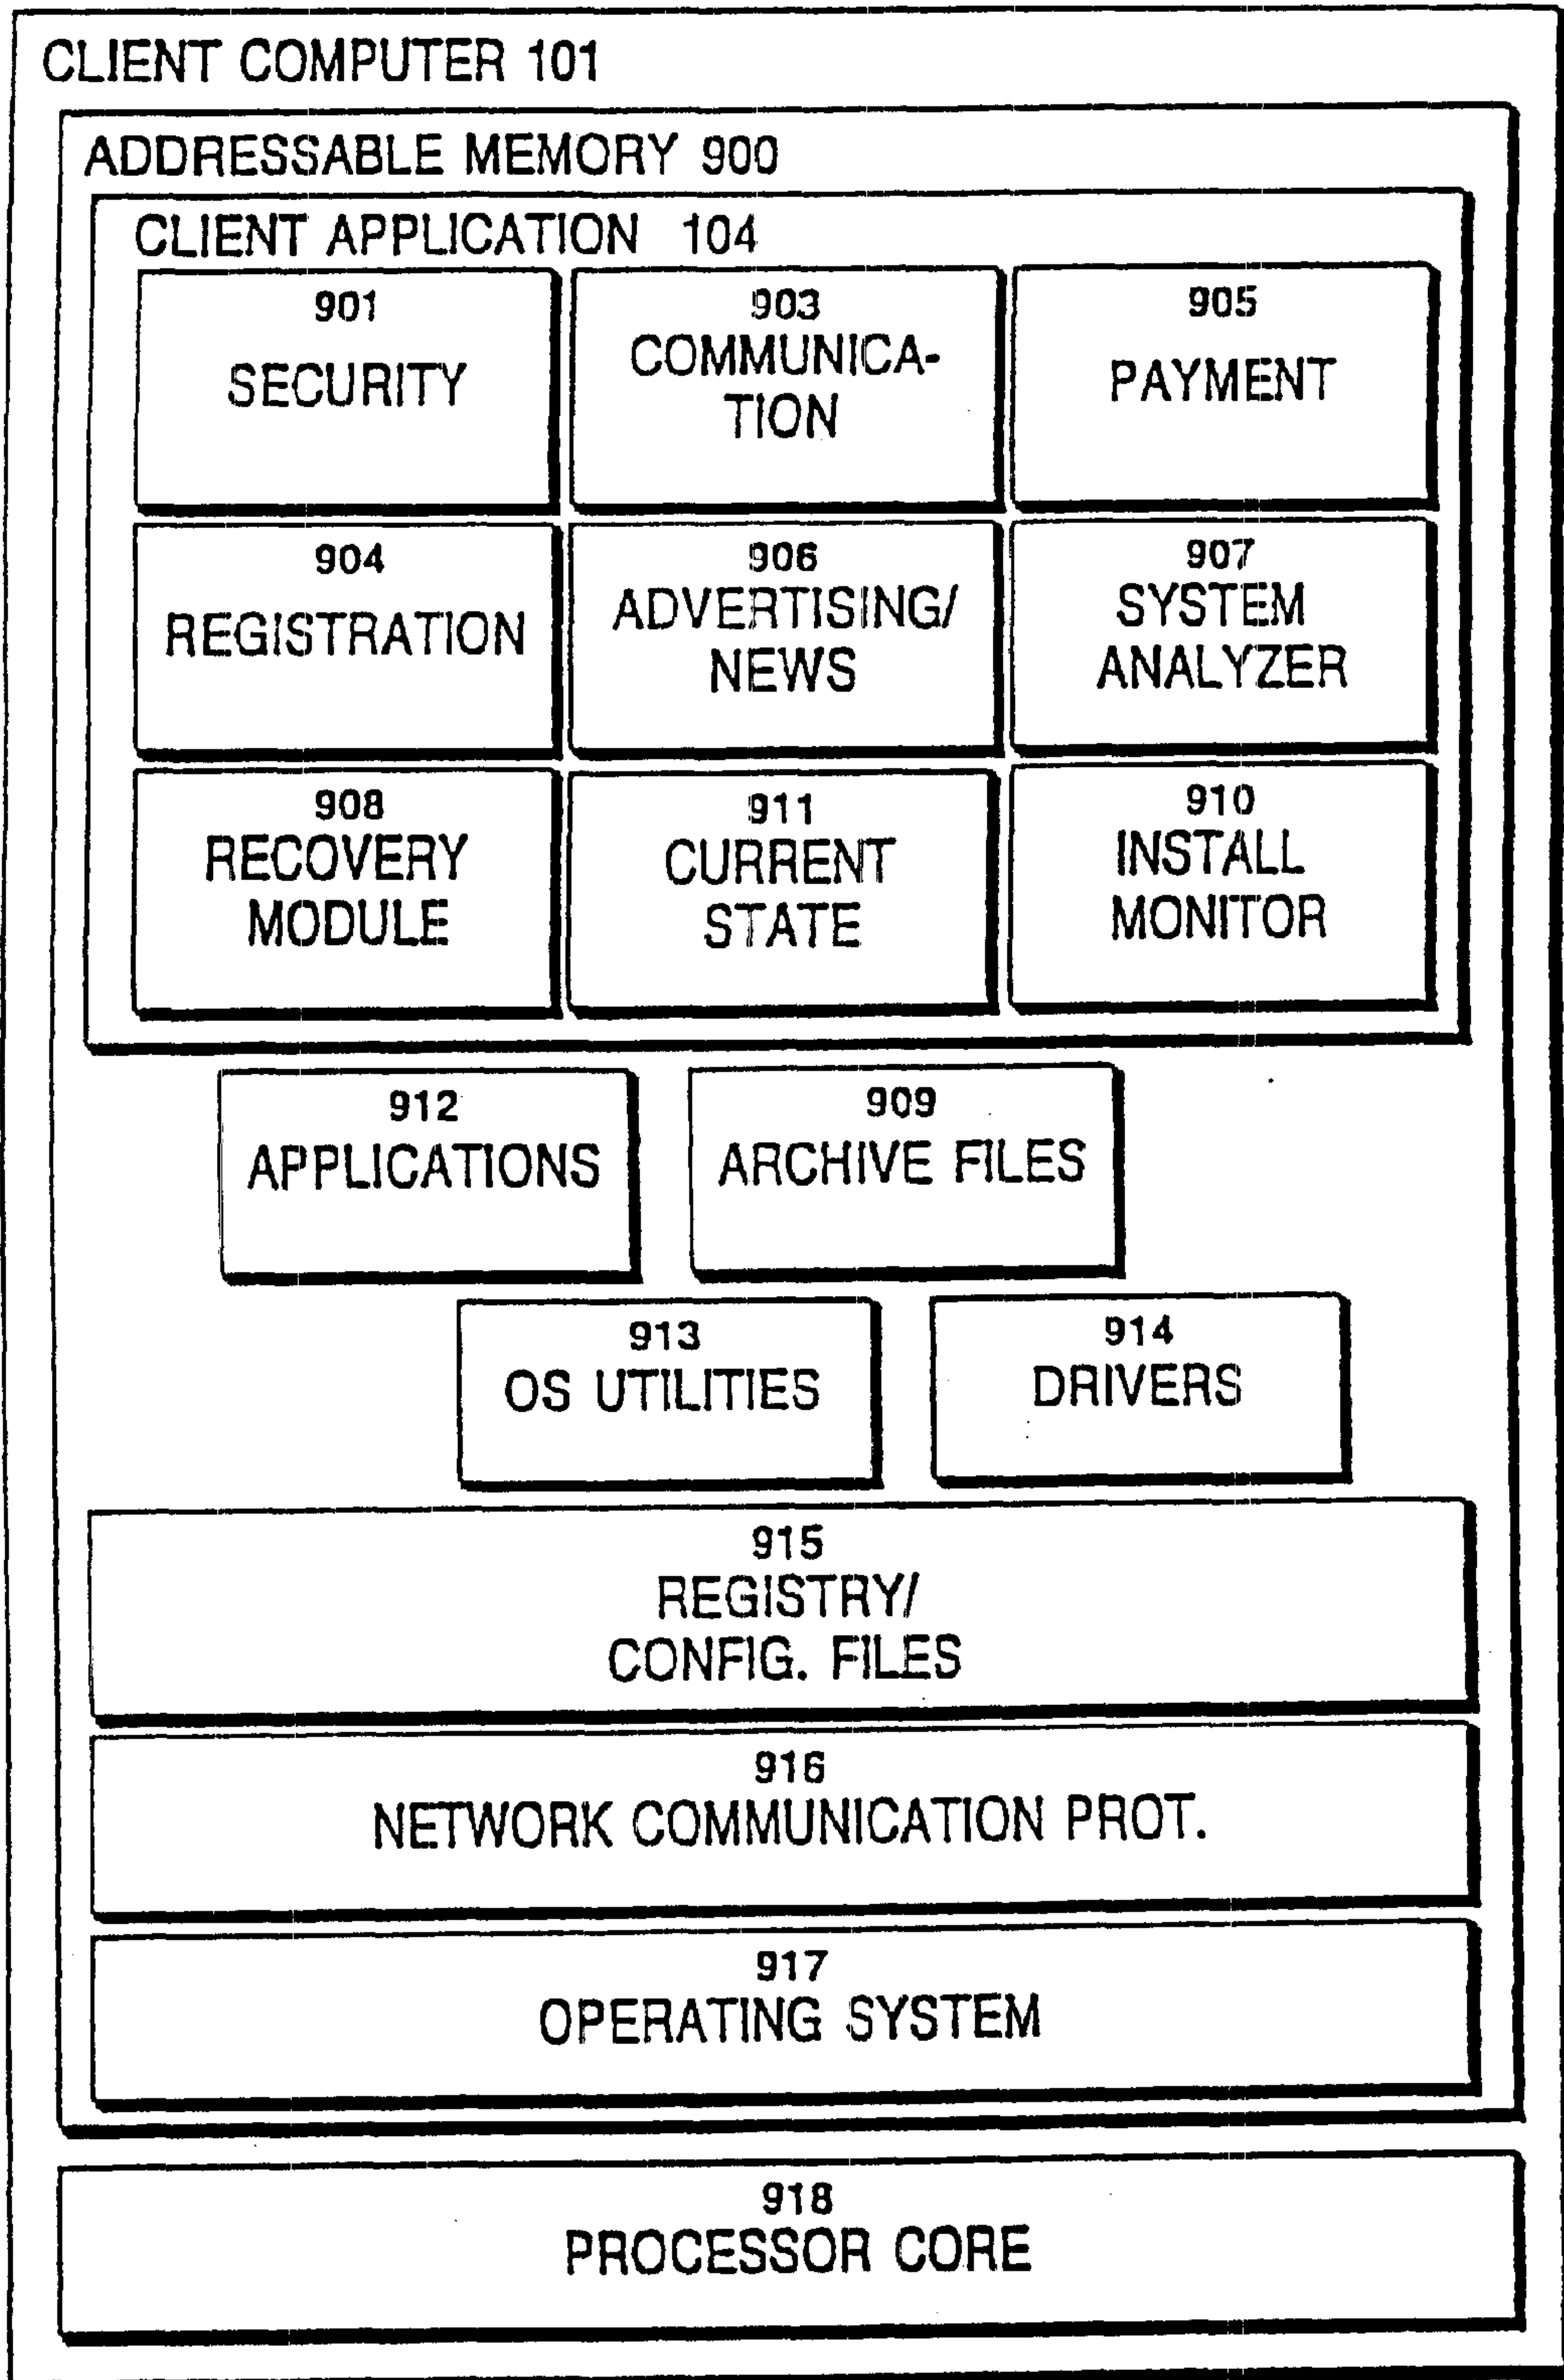 CLIENT COMPUTER 101
ADDRESSABLE MEMORY 900
CLIENT APPLICATION 104
901
SECURITY
903
COMMUNICA-
TION
905
PAYMENT
904
REGISTRATION
906
ADVERTISING/
NEWS
907
SYSTEM
ANALYZER
908
RECOVERY
MODULE
911
CURRENT
STATE
910
INSTALL
MONITOR
912
APPLICATIONS
909
ARCHIVE FILES
913
OS UTILITIES
914
DRIVERS
915
REGISTRY/
CONFIG. FILES
916
NETWORK COMMUNICATION PROT.
917
OPERATING SYSTEM
918
PROCESSOR CORE